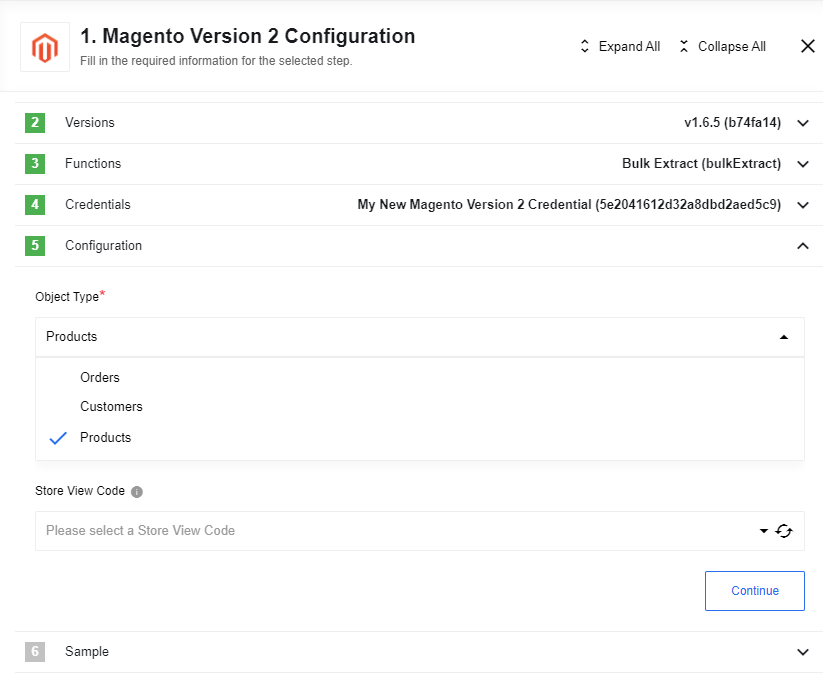 1. Magento Version 2 Configuration
Fill in the required information for the selected step.
Expand All
Collapse All
2 Versions v1.6.5 (b74fa14)
3 Functions Bulk Extract (bulkExtract)
4 Credentials My New Magento Version 2 Credential (5e2041612d32a8dbd2aed5c9)
5 Configuration
Object Type*
Products
Orders
Customers
Products
Store View Code
Please select a Store View Code
Continue
6 Sample